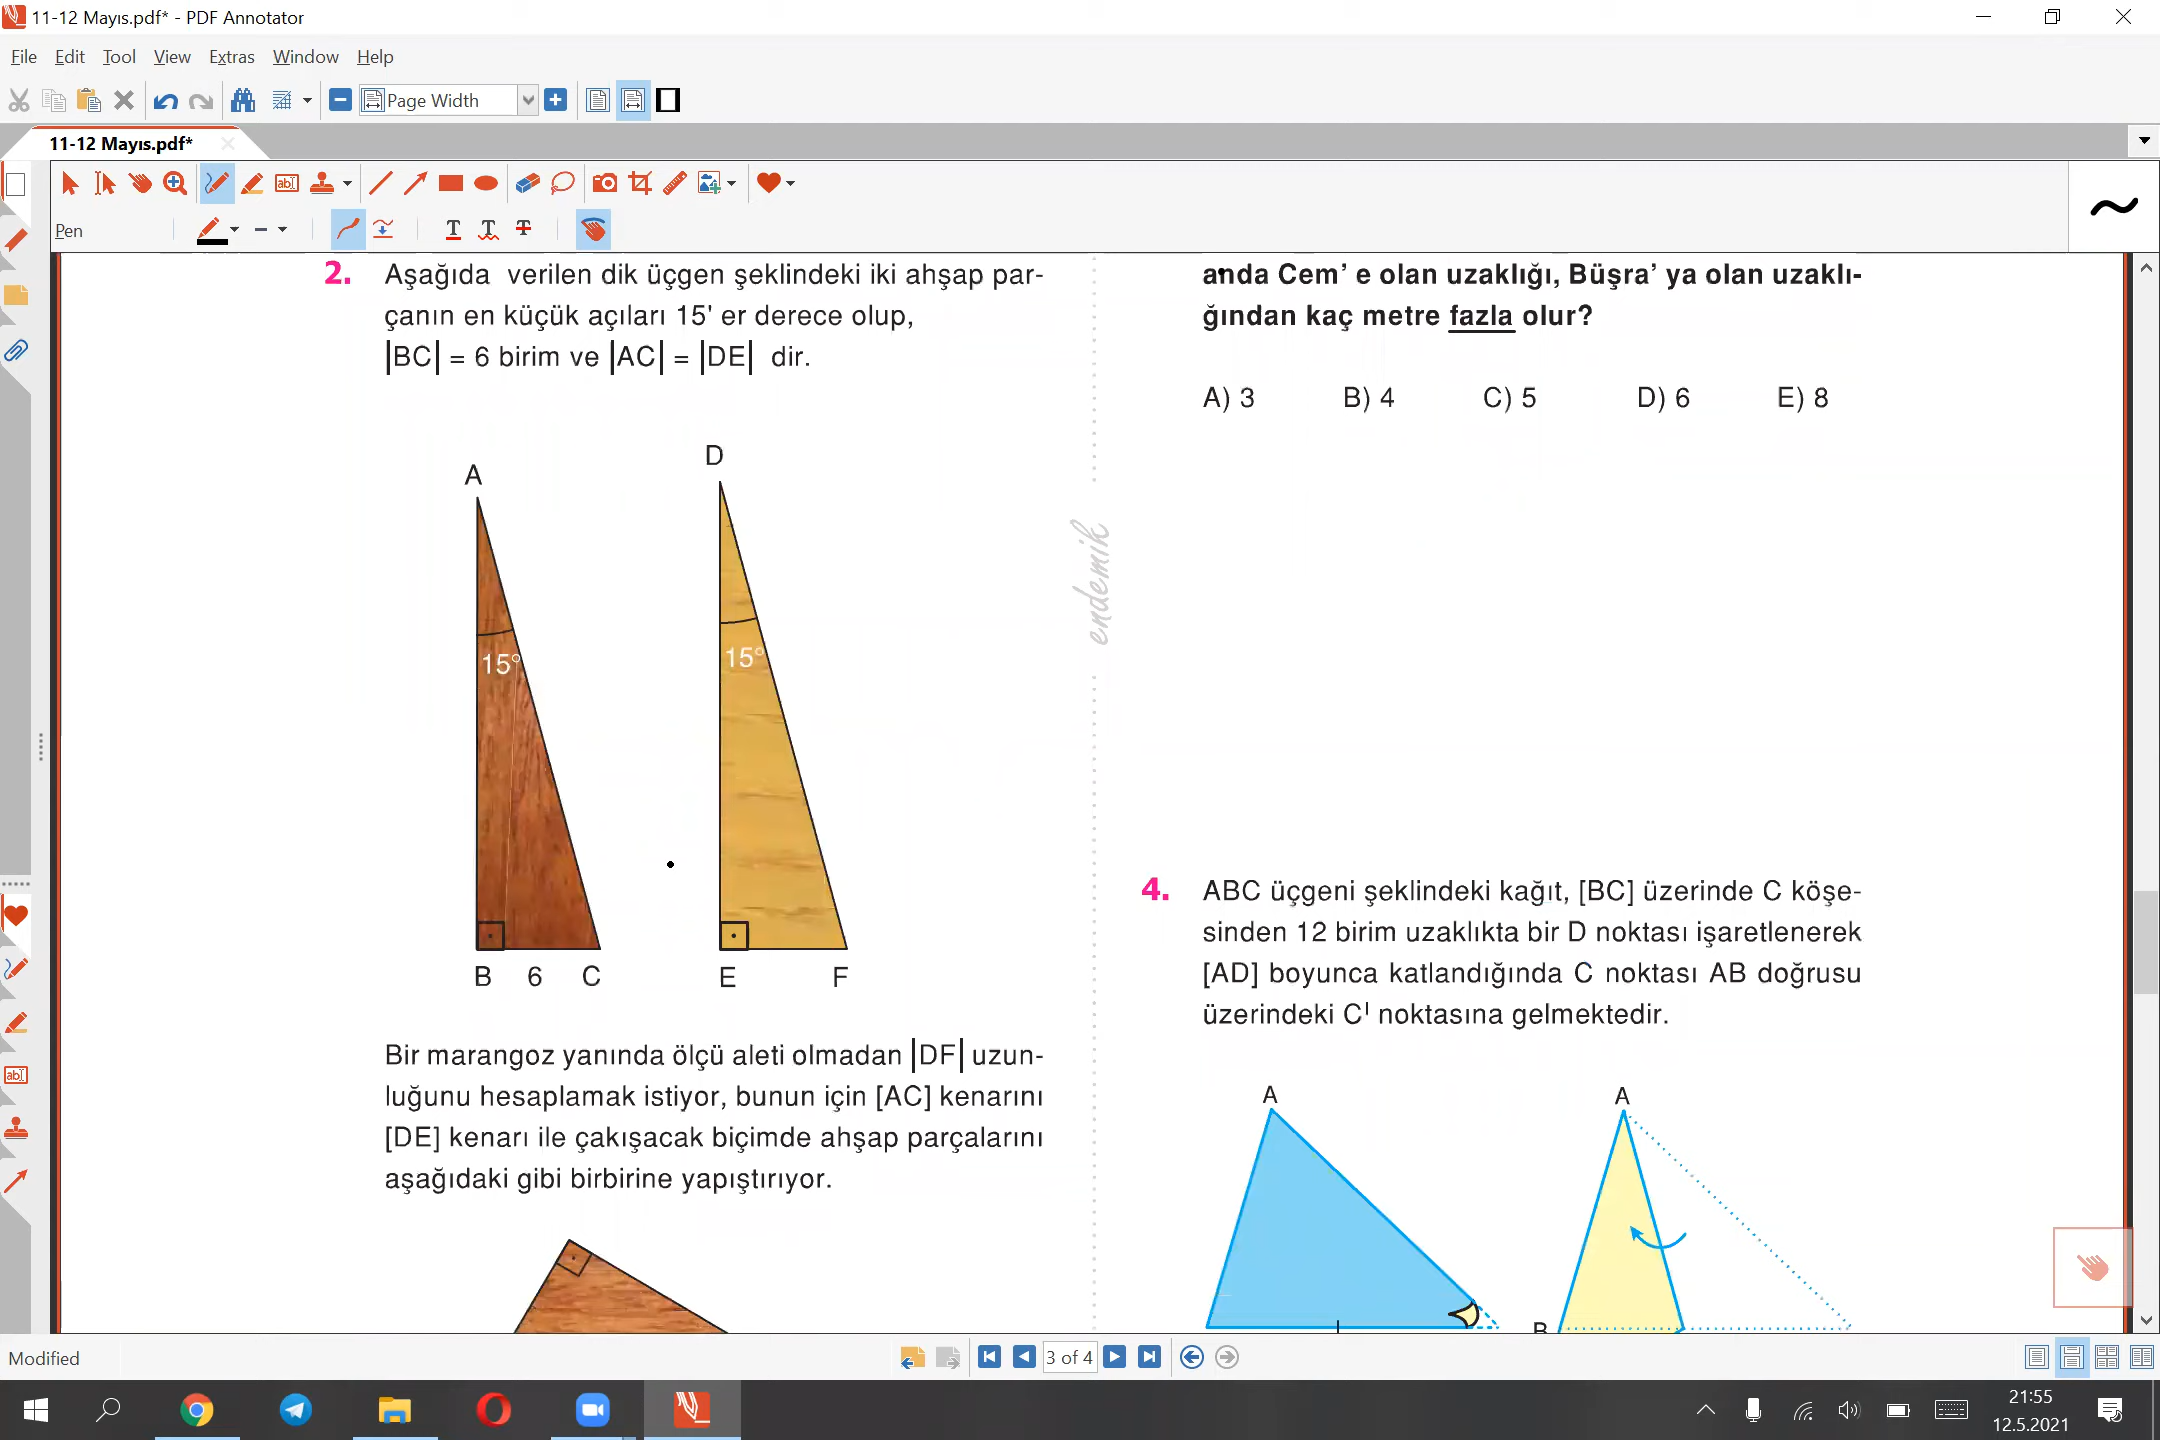 11-12 Mayıs.pdf* - PDF Annotator
File Edit Tool View Extras Window Help
Page Width
11-12 Mayıs.pdf*
Pen
2. Aşağıda verilen dik üçgen şeklindeki iki ahşap par-
çanın en küçük açıları 15' er derece olup,
|BC| = 6 birim ve |AC| = |DE| dir.
A
D
15°
15°
B 6 C
E F
Bir marangoz yanında ölçü aleti olmadan |DF| uzun-
luğunu hesaplamak istiyor, bunun için [AC] kenarını
[DE] kenarı ile çakışacak biçimde ahşap parçalarını
aşağıdaki gibi birbirine yapıştırıyor.
endemik
anda Cem' e olan uzaklığı, Büşra' ya olan uzaklı-
ğından kaç metre fazla olur?
A) 3 B) 4 C) 5 D) 6 E) 8
4. ABC üçgeni şeklindeki kağıt, [BC] üzerinde C köşe-
sinden 12 birim uzaklıkta bir D noktası işaretlenerek
[AD] boyunca katlandığında C noktası AB doğrusu
üzerindeki Cᴵ noktasına gelmektedir.
A
A
B
Modified
3 of 4
21:55
12.5.2021